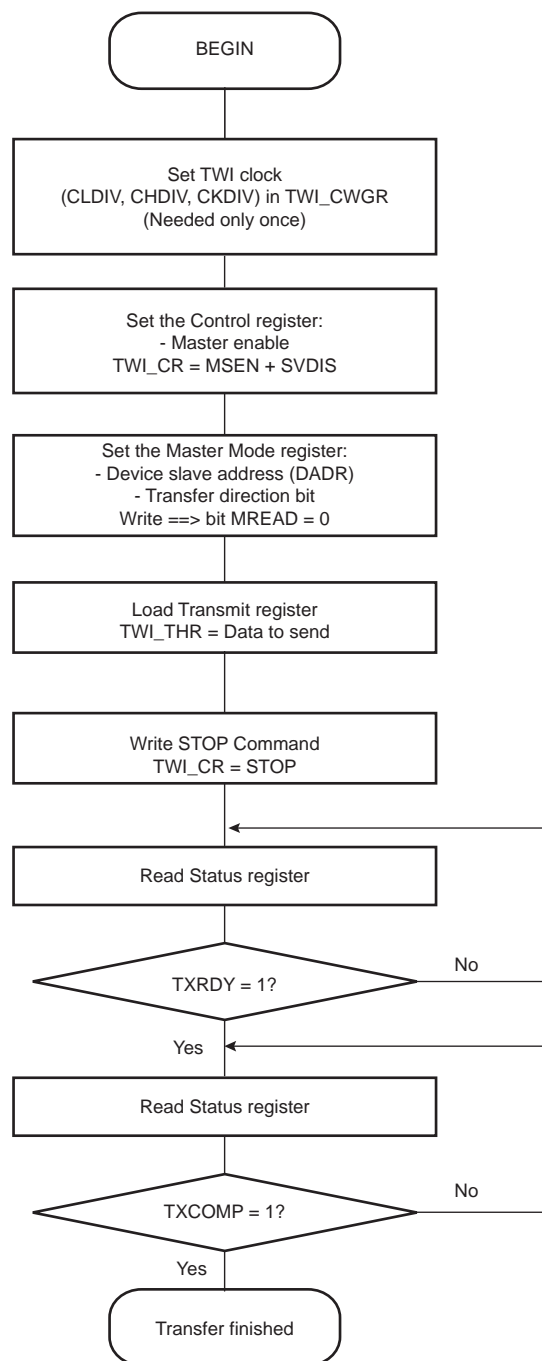 BEGIN
Set TWI clock
(CLDIV, CHDIV, CKDIV) in TWI_CWGR
(Needed only once)
Set the Control register:
- Master enable
TWI_CR = MSEN + SVDIS
Set the Master Mode register:
- Device slave address (DADR)
- Transfer direction bit
Write ==> bit MREAD = 0
Load Transmit register
TWI_THR = Data to send
Write STOP Command
TWI_CR = STOP
Read Status register
TXRDY = 1?
No
Yes
Read Status register
TXCOMP = 1?
No
Yes
Transfer finished